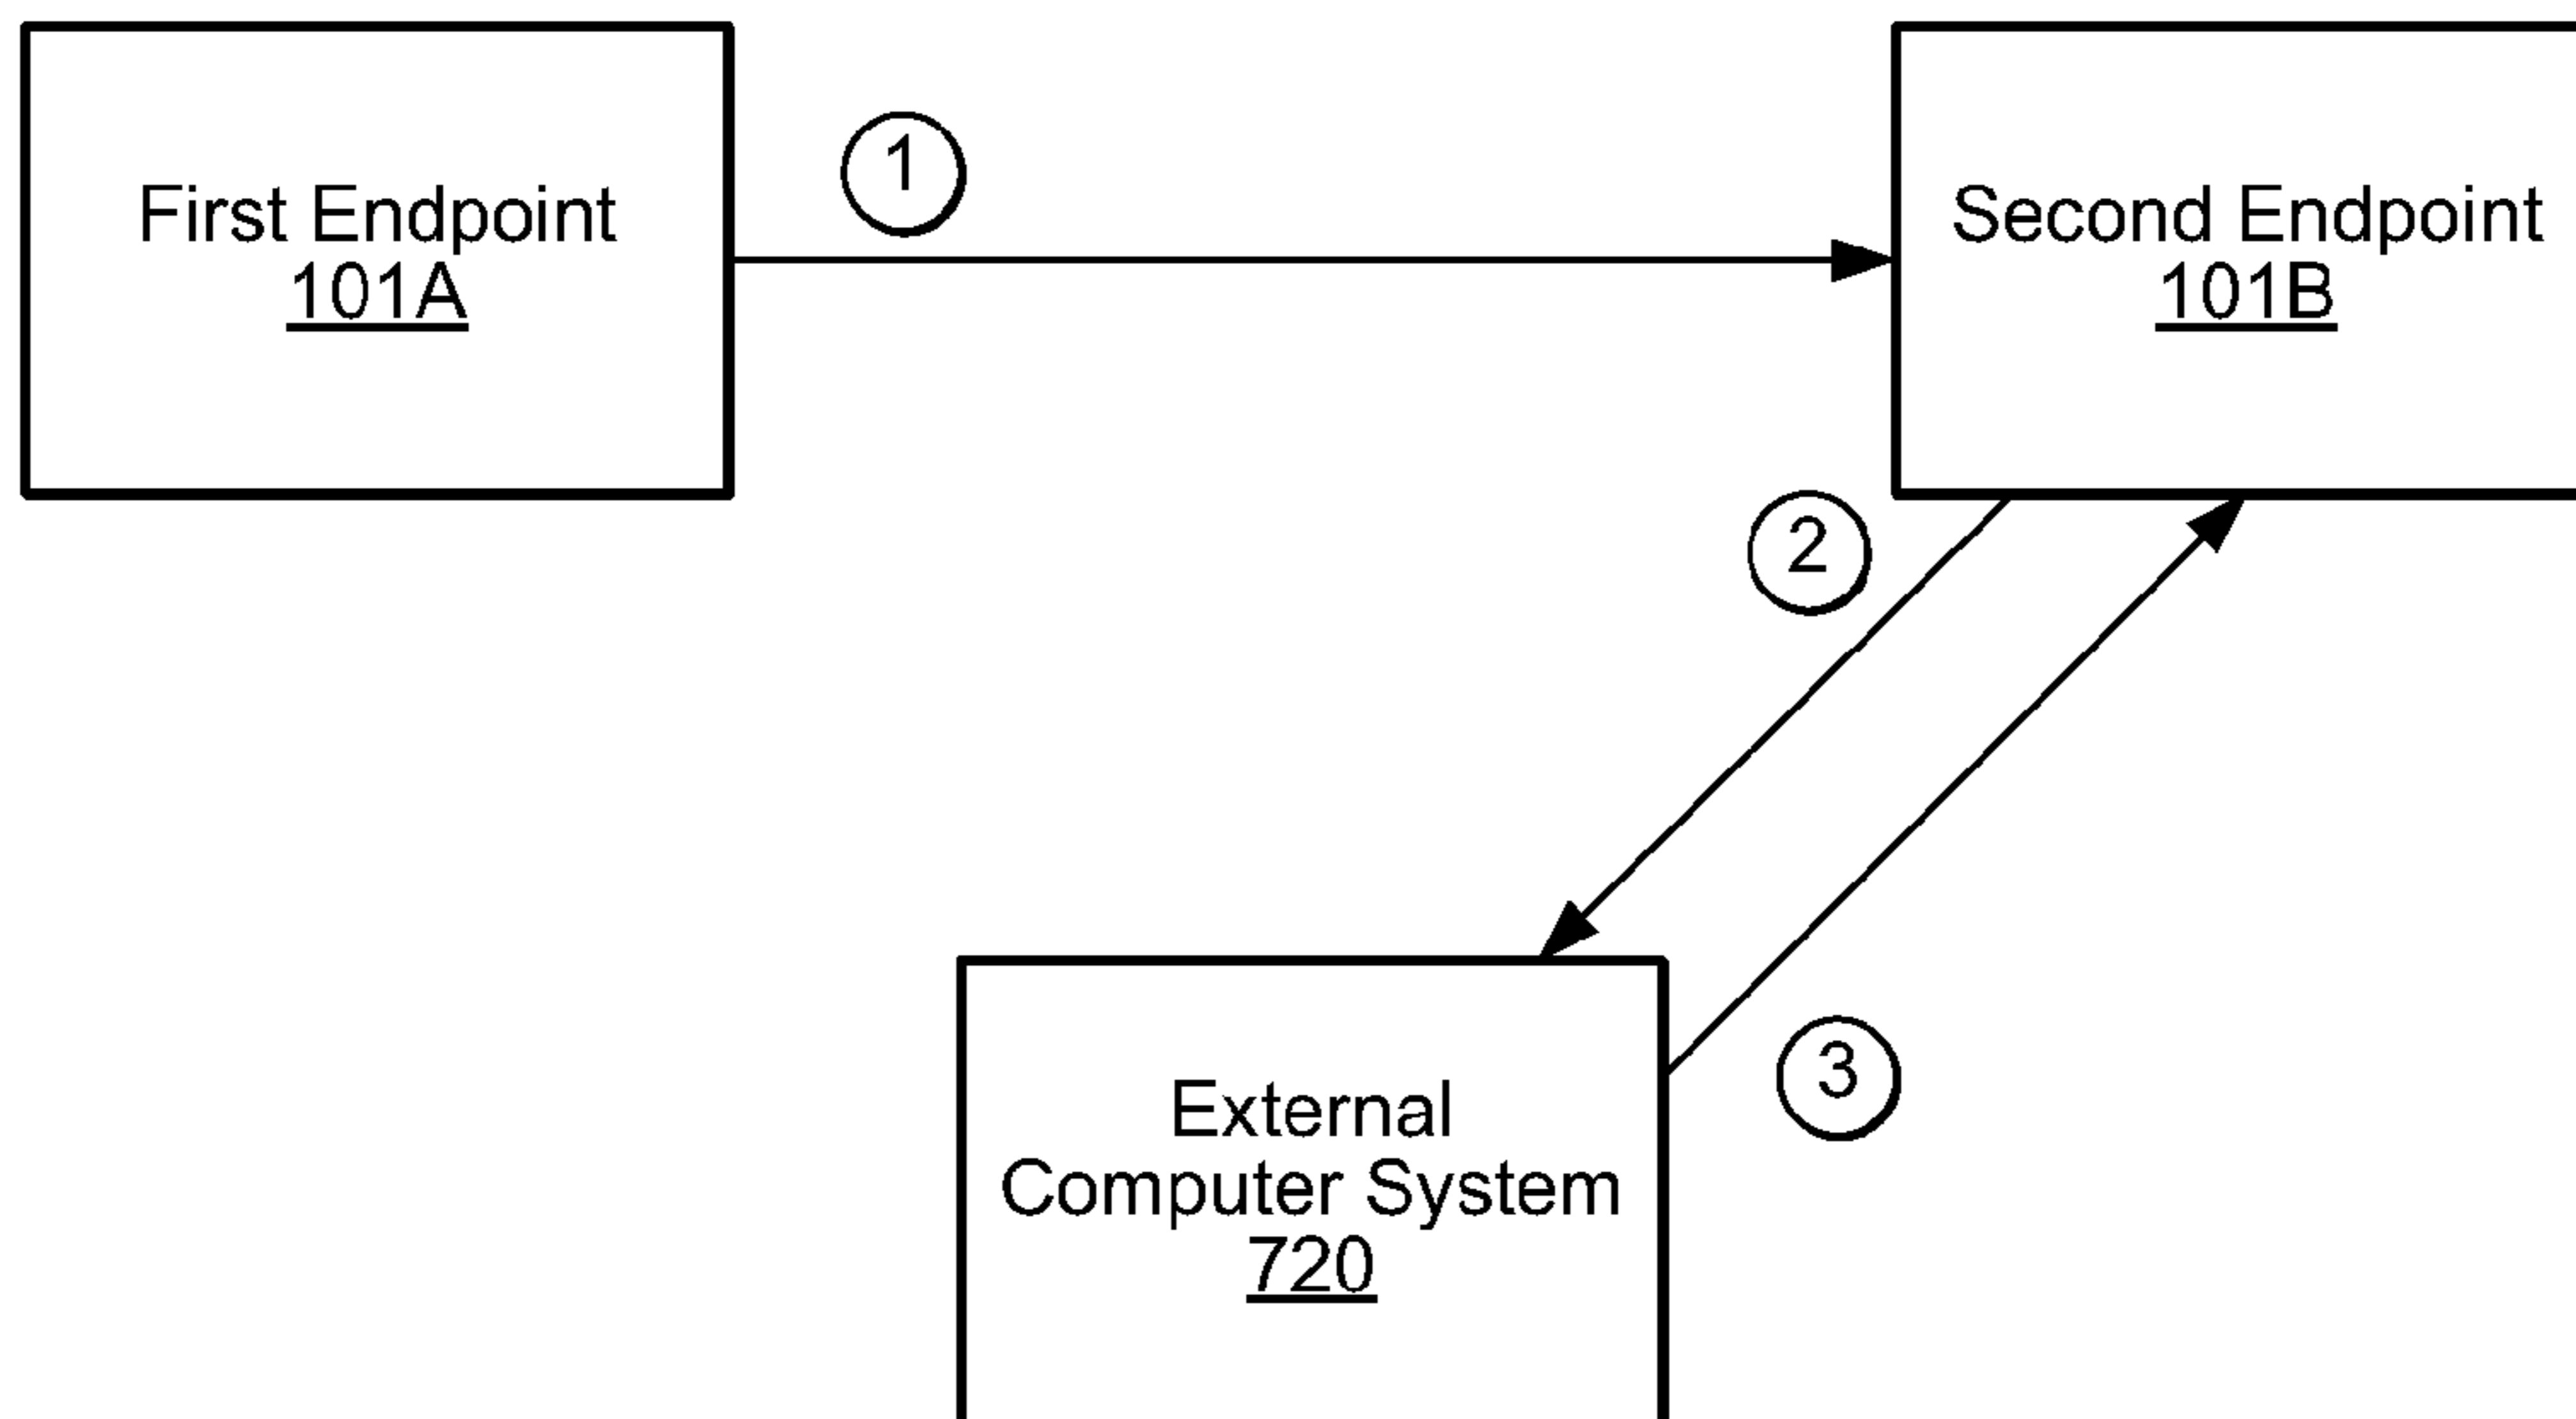 First Endpoint
101A
1
Second Endpoint
101B
2
3
External
Computer System
720